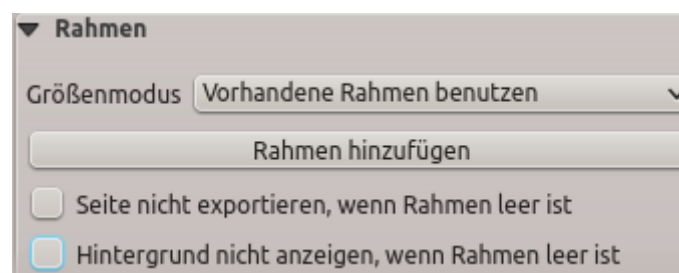 Rahmen
Größenmodus Vorhandene Rahmen benutzen
Rahmen hinzufügen
Seite nicht exportieren, wenn Rahmen leer ist
Hintergrund nicht anzeigen, wenn Rahmen leer ist